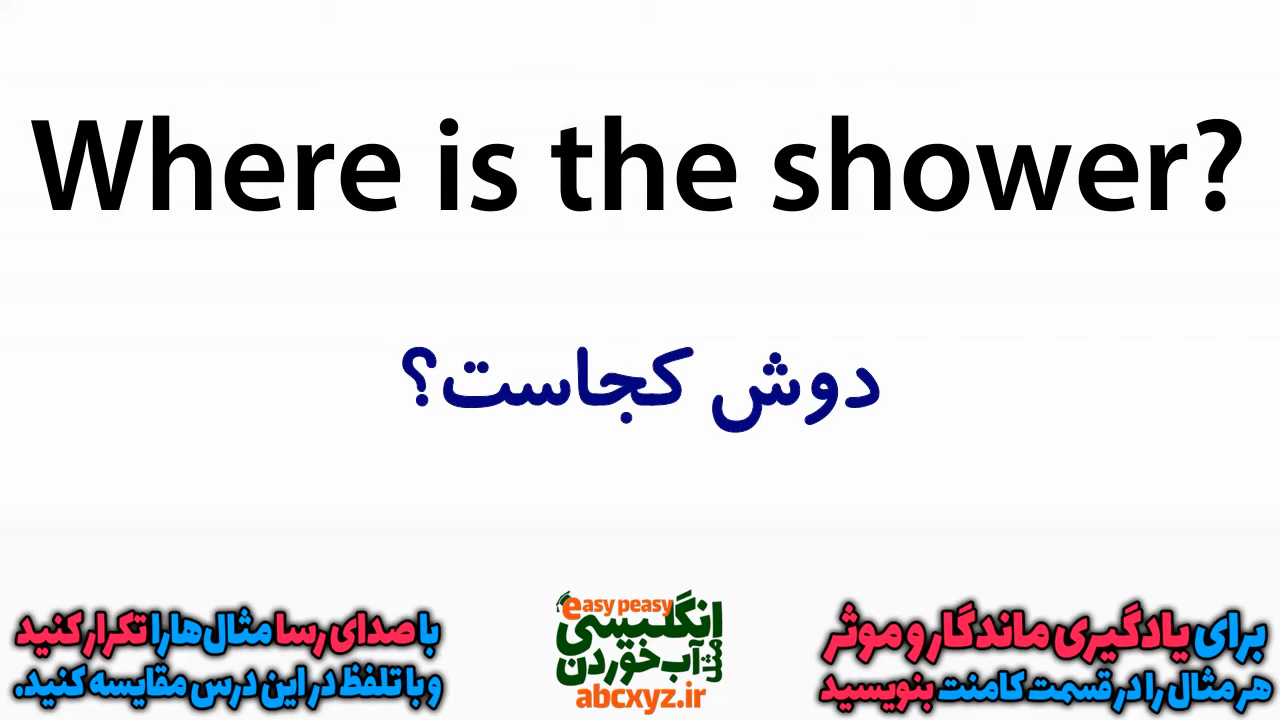 Where is the shower?
دوش کجاست؟
برای یادگیری ماندگار و موثر
هر مثال را در قسمت کامنت بنویسید
easy peasy
انگلیسی
مثل آب خوردن
abcxyz.ir
با صدای رسا مثال‌ها را تکرار کنید
و با تلفظ در این درس مقایسه کنید.